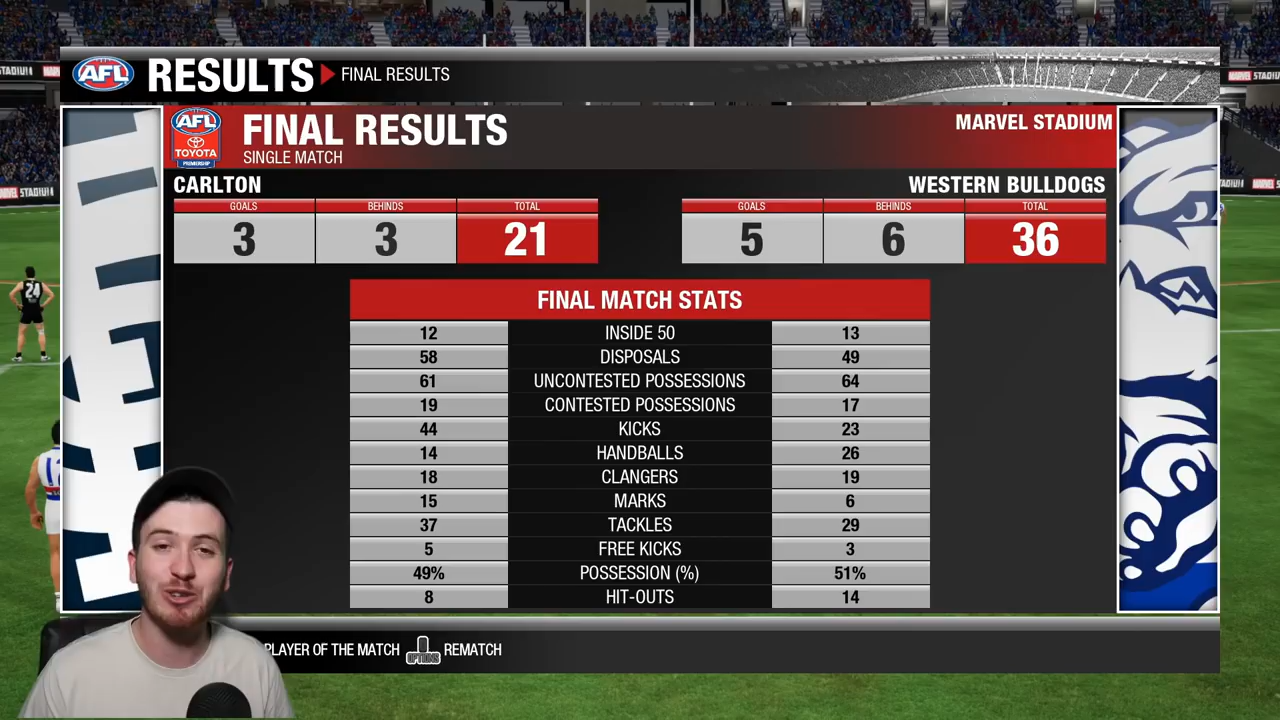 AFL RESULTS FINAL RESULTS
AFL TOYOTA PREMIERSHIP
FINAL RESULTS
SINGLE MATCH
MARVEL STADIUM
CARLTON
WESTERN BULLDOGS
GOALS BEHINDS TOTAL GOALS BEHINDS TOTAL
3 3 21 5 6 36
FINAL MATCH STATS
12 INSIDE 50 13
58 DISPOSALS 49
61 UNCONTESTED POSSESSIONS 64
19 CONTESTED POSSESSIONS 17
44 KICKS 23
14 HANDBALLS 26
18 CLANGERS 19
15 MARKS 6
37 TACKLES 29
5 FREE KICKS 3
49% POSSESSION (%) 51%
8 HIT-OUTS 14
PLAYER OF THE MATCH OPTIONS REMATCH
24